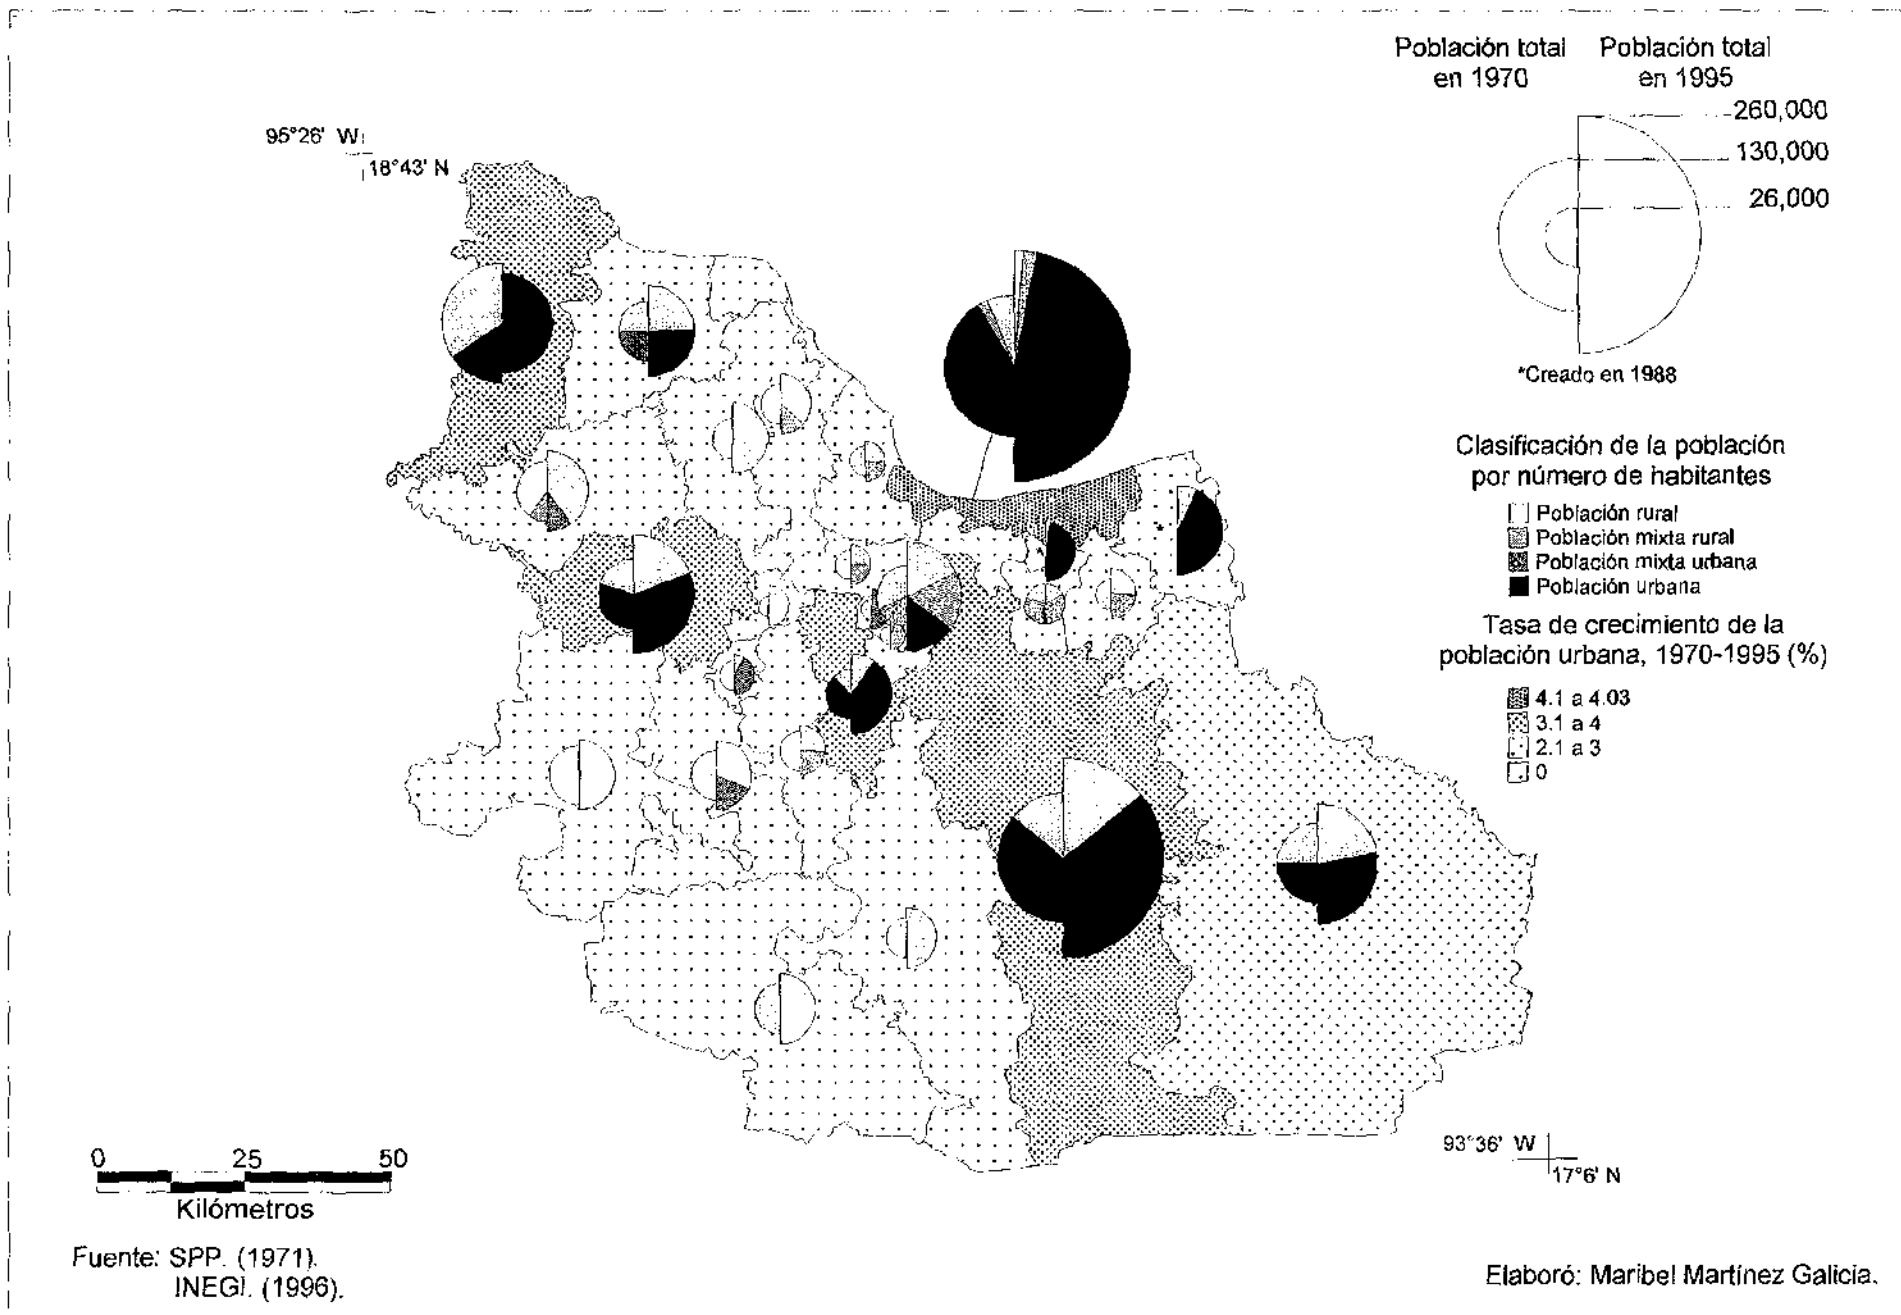 Población total en 1970
Población total en 1995
260,000
130,000
26,000
*Creado en 1988
95°26' W
18°43' N
Clasificación de la población
por número de habitantes
Población rural
Población mixta rural
Población mixta urbana
Población urbana
Tasa de crecimiento de la
población urbana, 1970-1995 (%)
4.1 a 4.03
3.1 a 4
2.1 a 3
0
*
93°36' W
17°6' N
0 25 50
Kilómetros
Fuente: SPP. (1971).
INEGI. (1996).
Elaboró: Maribel Martínez Galicia.